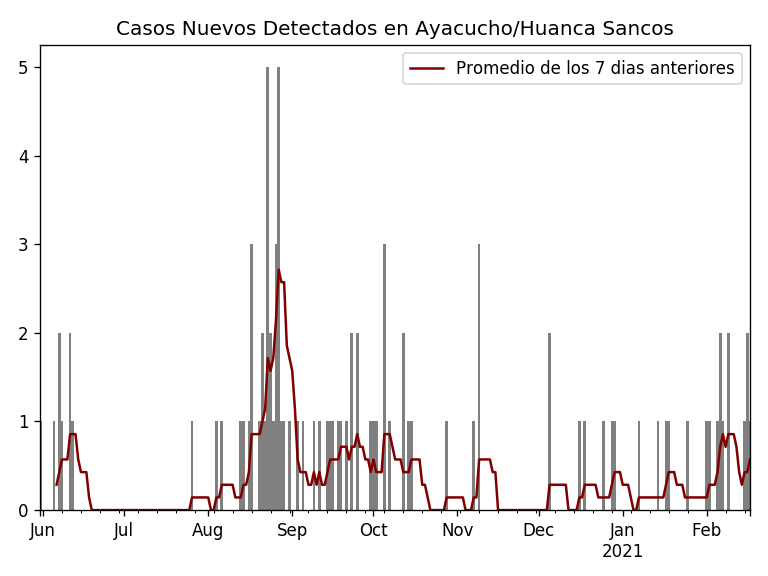 Casos Nuevos Detectados en Ayacucho/Huanca Sancos
Promedio de los 7 dias anteriores
5
4
3
2
1
0
Jun Jul Aug Sep Oct Nov Dec Jan Feb
2021